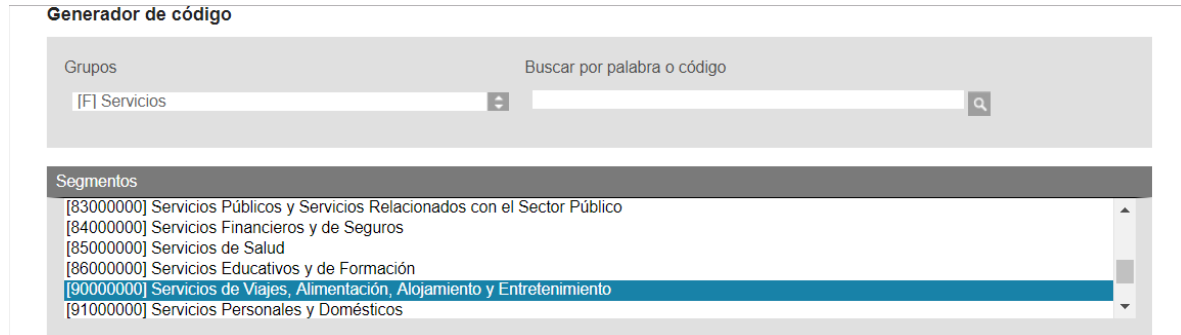 Generador de código
Grupos
Buscar por palabra o código
[F] Servicios
Segmentos
[83000000] Servicios Públicos y Servicios Relacionados con el Sector Público
[84000000] Servicios Financieros y de Seguros
[85000000] Servicios de Salud
[86000000] Servicios Educativos y de Formación
[90000000] Servicios de Viajes, Alimentación, Alojamiento y Entretenimiento
[91000000] Servicios Personales y Domésticos